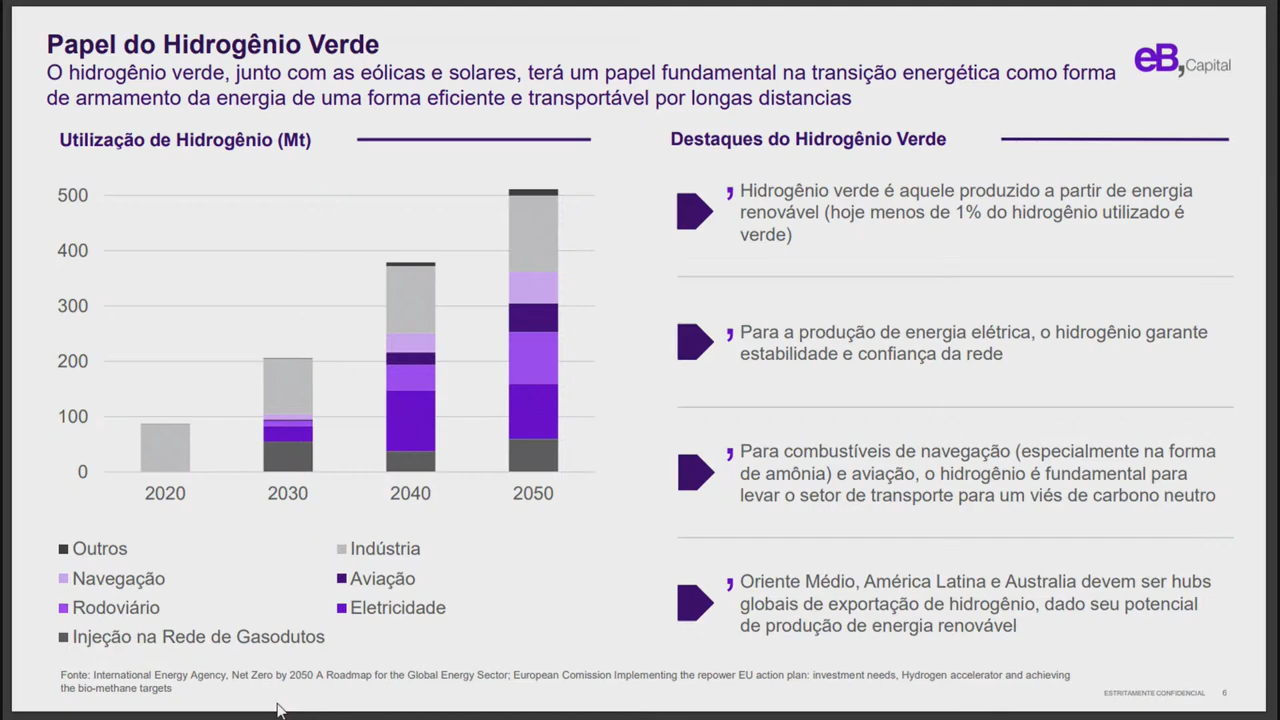 Papel do Hidrogênio Verde
O hidrogênio verde, junto com as eólicas e solares, terá um papel fundamental na transição energética como forma
de armamento da energia de uma forma eficiente e transportável por longas distancias
eB, Capital
Utilização de Hidrogênio (Mt)
500
400
300
200
100
0
2020
2030
2040
2050
Outros
Indústria
Navegação
Aviação
Rodoviário
Eletricidade
Injeção na Rede de Gasodutos
Destaques do Hidrogênio Verde
Hidrogênio verde é aquele produzido a partir de energia
renovável (hoje menos de 1% do hidrogênio utilizado é
verde)
Para a produção de energia elétrica, o hidrogênio garante
estabilidade e confiança da rede
Para combustíveis de navegação (especialmente na forma
de amônia) e aviação, o hidrogênio é fundamental para
levar o setor de transporte para um viés de carbono neutro
Oriente Médio, América Latina e Australia devem ser hubs
globais de exportação de hidrogênio, dado seu potencial
de produção de energia renovável
Fonte: International Energy Agency, Net Zero by 2050 A Roadmap for the Global Energy Sector; European Comission Implementing the repower EU action plan: investment needs, Hydrogen accelerator and achieving
the bio-methane targets
ESTRITAMENTE CONFIDENCIAL 6